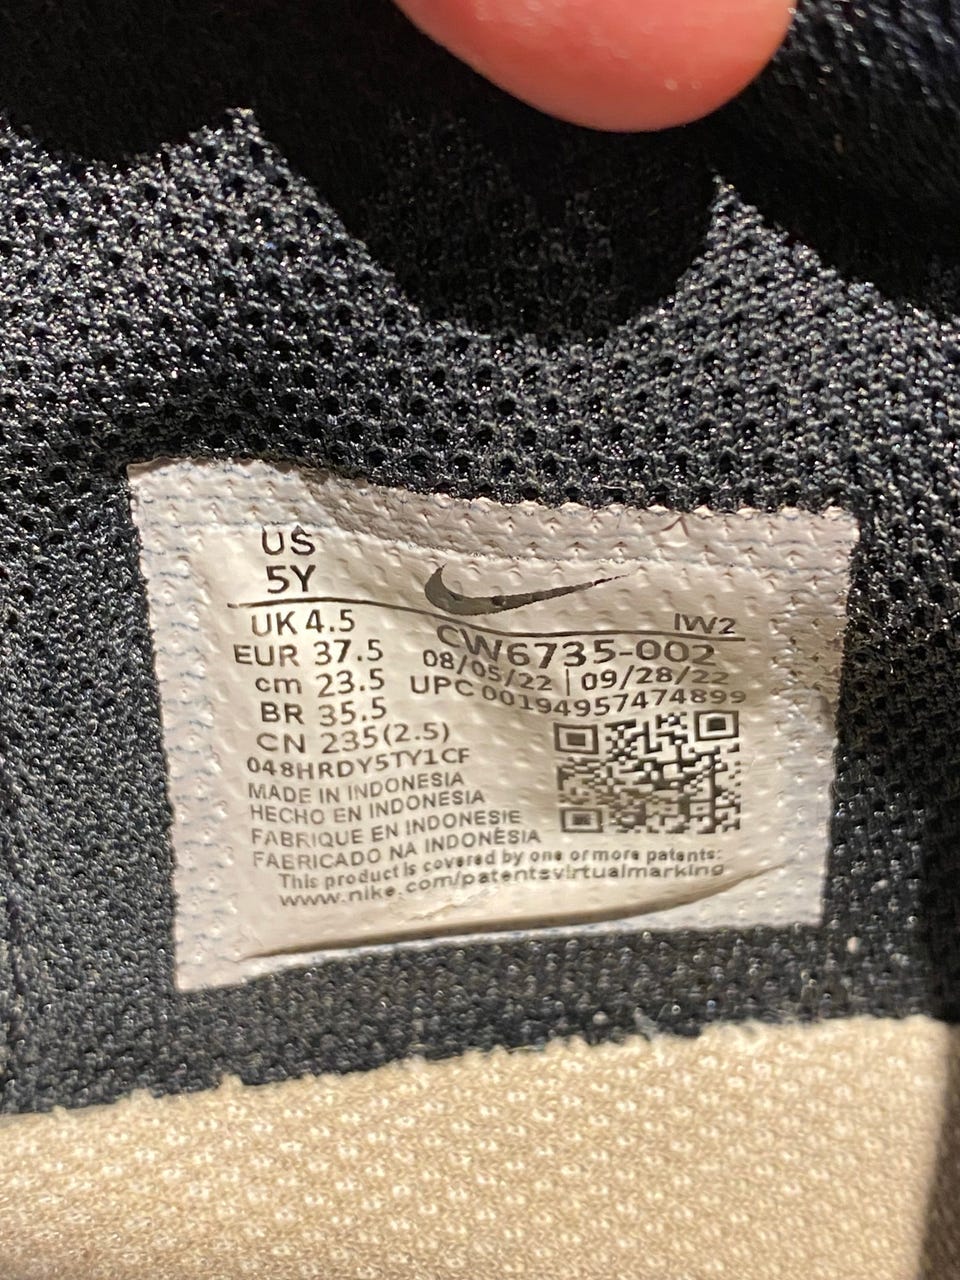 US
5Y
UK 4.5
EUR 37.5
cm 23.5
BR 35.5
CN 235(2.5)
048HRDY5TY1CF
MADE IN INDONESIA
HECHO EN INDONESIA
FABRIQUE EN INDONESIE
FABRICADO NA INDONÉSIA
IW2
CW6735-002
08/05/22 | 09/28/22
UPC 00194957474899
This product is covered by one or more patents:
www.nike.com/patentsvirtualmarking